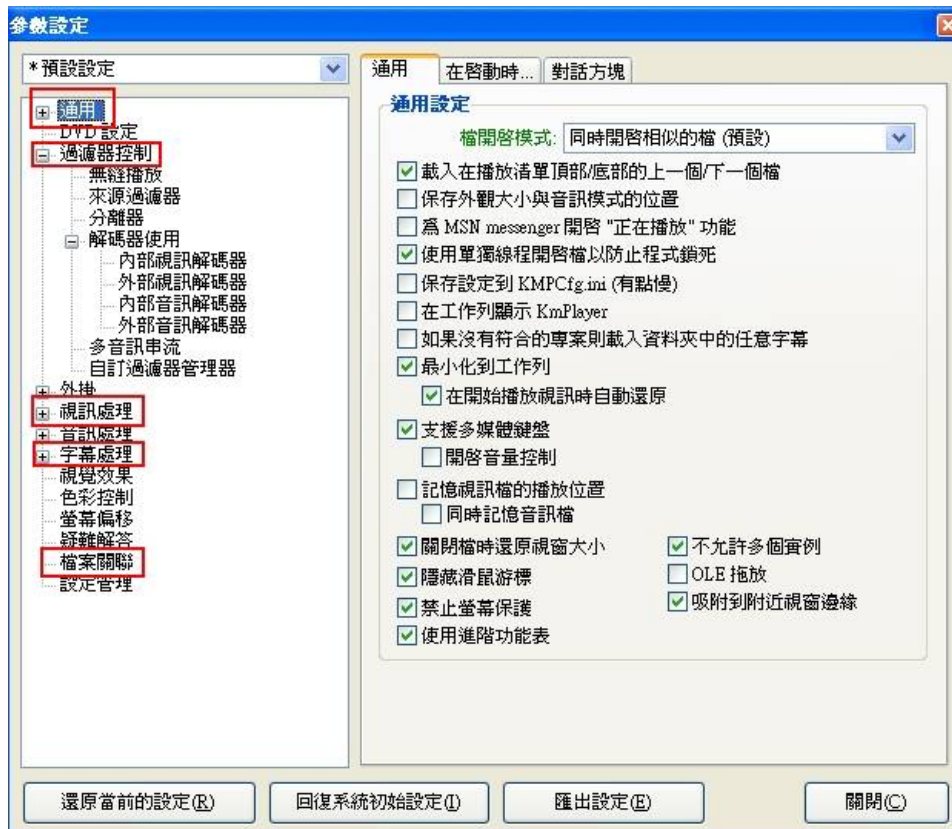 參數設定
*預設設定
通用
DVD 設定
過濾器控制
無縫播放
來源過濾器
分離器
解碼器使用
內部視訊解碼器
外部視訊解碼器
內部音訊解碼器
外部音訊解碼器
多音訊串流
自訂過濾器管理器
外掛
視訊處理
音訊處理
字幕處理
視覺效果
色彩控制
螢幕偏移
疑難解答
檔案關聯
設定管理
通用
在啓動時...
對話方塊
通用設定
檔開啓模式: 同時開啓相似的檔 (預設)
載入在播放清單頂部/底部的上一個/下一個檔
保存外觀大小與音訊模式的位置
爲 MSN messenger 開啓 "正在播放" 功能
使用單獨線程開啓檔以防止程式鎖死
保存設定到 KMPCfg.ini (有點慢)
在工作列顯示 KmPlayer
如果沒有符合的專案則載入資料夾中的任意字幕
最小化到工作列
在開始播放視訊時自動還原
支援多媒體鍵盤
開啓音量控制
記憶視訊檔的播放位置
同時記憶音訊檔
關閉檔時還原視窗大小
不允許多個實例
隱藏滑鼠游標
OLE 拖放
禁止螢幕保護
吸附到附近視窗邊緣
使用進階功能表
還原當前的設定(R)
回復系統初始設定(I)
匯出設定(E)
關閉(C)